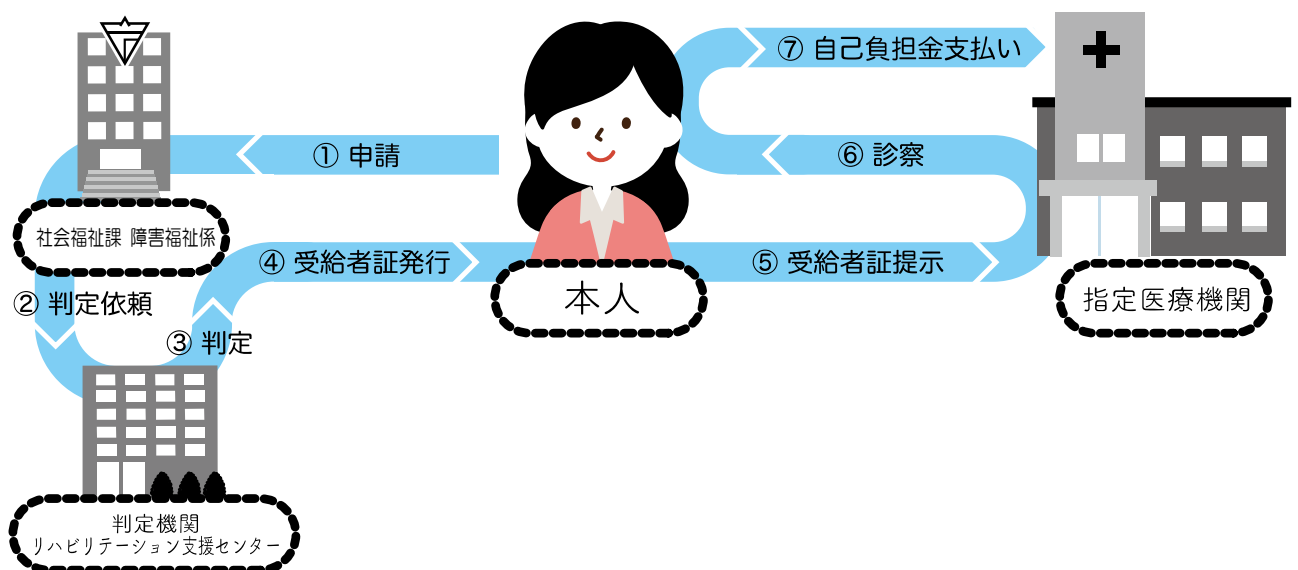 ⑦ 自己負担金支払い
① 申請
⑥ 診察
社会福祉課 障害福祉係
④ 受給者証発行
⑤ 受給者証提示
本人
指定医療機関
② 判定依頼
③ 判定
判定機関
リハビリテーション支援センター